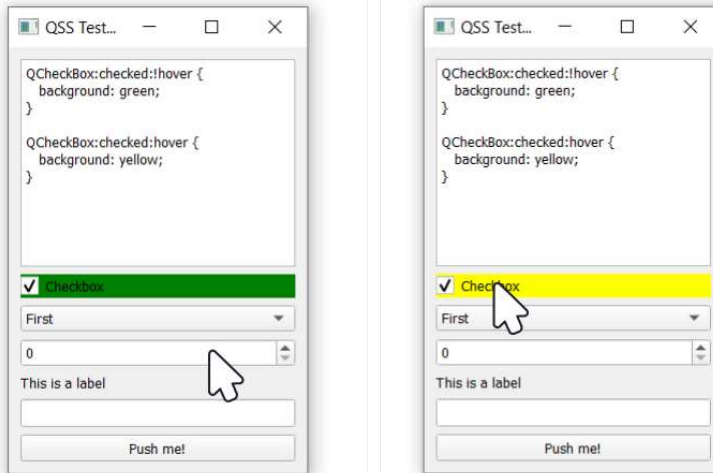 QSS Test...
QCheckBox:checked:!hover {
background: green;
}
QCheckBox:checked:hover {
background: yellow;
}
Checkbox
First
0
This is a label
Push me!
QSS Test...
QCheckBox:checked:!hover {
background: green;
}
QCheckBox:checked:hover {
background: yellow;
}
Checkbox
First
0
This is a label
Push me!